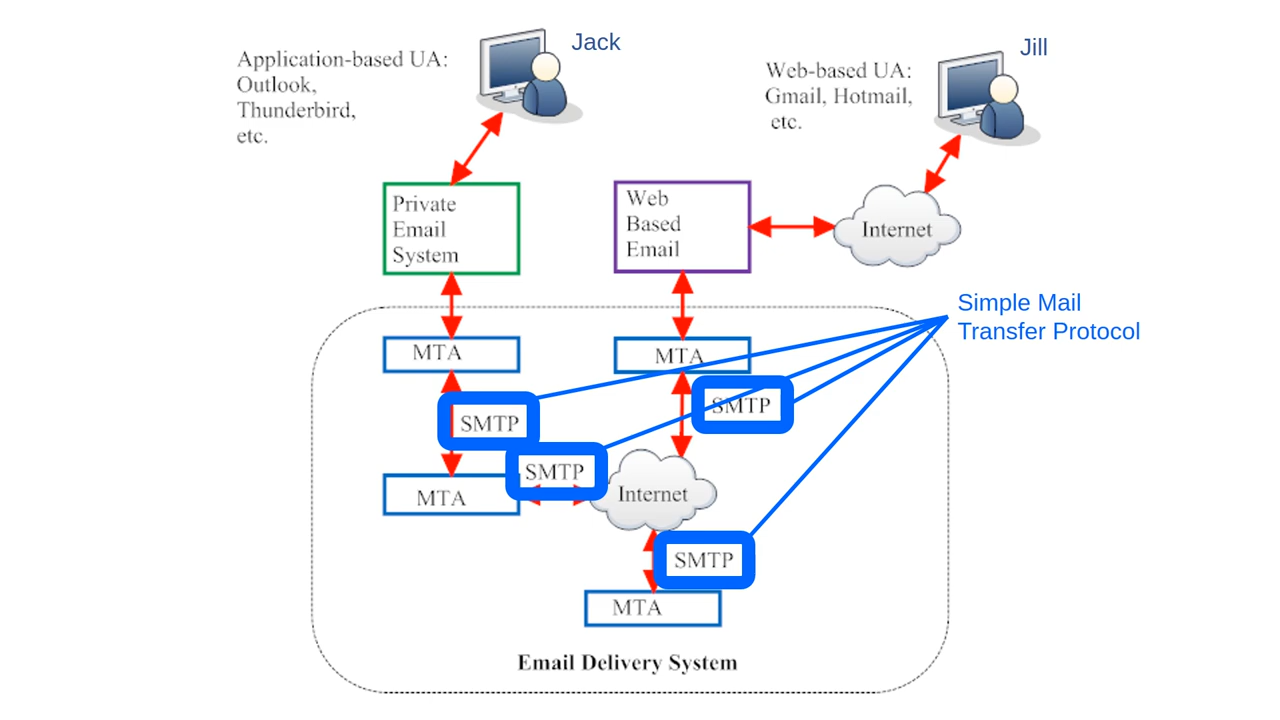 Jack
Application-based UA:
Outlook,
Thunderbird,
etc.
Jill
Web-based UA:
Gmail, Hotmail,
etc.
Private
Email
System
Web
Based
Email
Internet
Simple Mail
Transfer Protocol
MTA
MTA
SMTP
SMTP
SMTP
MTA
Internet
SMTP
MTA
Email Delivery System